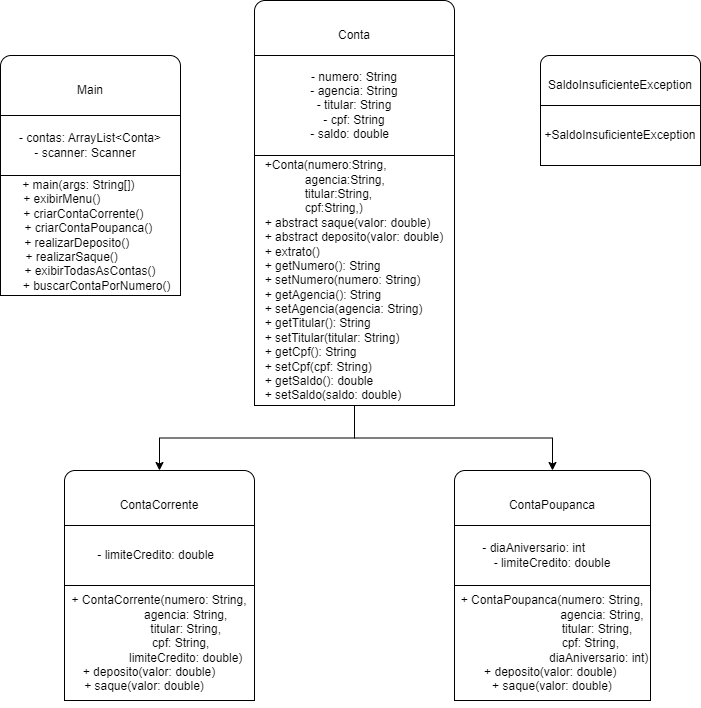 Main
- contas: ArrayList<Conta>
- scanner: Scanner
+ main(args: String[])
+ exibirMenu()
+ criarContaCorrente()
+ criarContaPoupanca()
+ realizarDeposito()
+ realizarSaque()
+ exibirTodasAsContas()
+ buscarContaPorNumero()
Conta
- numero: String
- agencia: String
- titular: String
- cpf: String
- saldo: double
+Conta(numero:String,
agencia:String,
titular:String,
cpf:String,)
+ abstract saque(valor: double)
+ abstract deposito(valor: double)
+ extrato()
+ getNumero(): String
+ setNumero(numero: String)
+ getAgencia(): String
+ setAgencia(agencia: String)
+ getTitular(): String
+ setTitular(titular: String)
+ getCpf(): String
+ setCpf(cpf: String)
+ getSaldo(): double
+ setSaldo(saldo: double)
SaldoInsuficienteException
+SaldoInsuficienteException
ContaCorrente
- limiteCredito: double
+ ContaCorrente(numero: String,
agencia: String,
titular: String,
cpf: String,
limiteCredito: double)
+ deposito(valor: double)
+ saque(valor: double)
ContaPoupanca
- diaAniversario: int
- limiteCredito: double
+ ContaPoupanca(numero: String,
agencia: String,
titular: String,
cpf: String,
diaAniversario: int)
+ deposito(valor: double)
+ saque(valor: double)